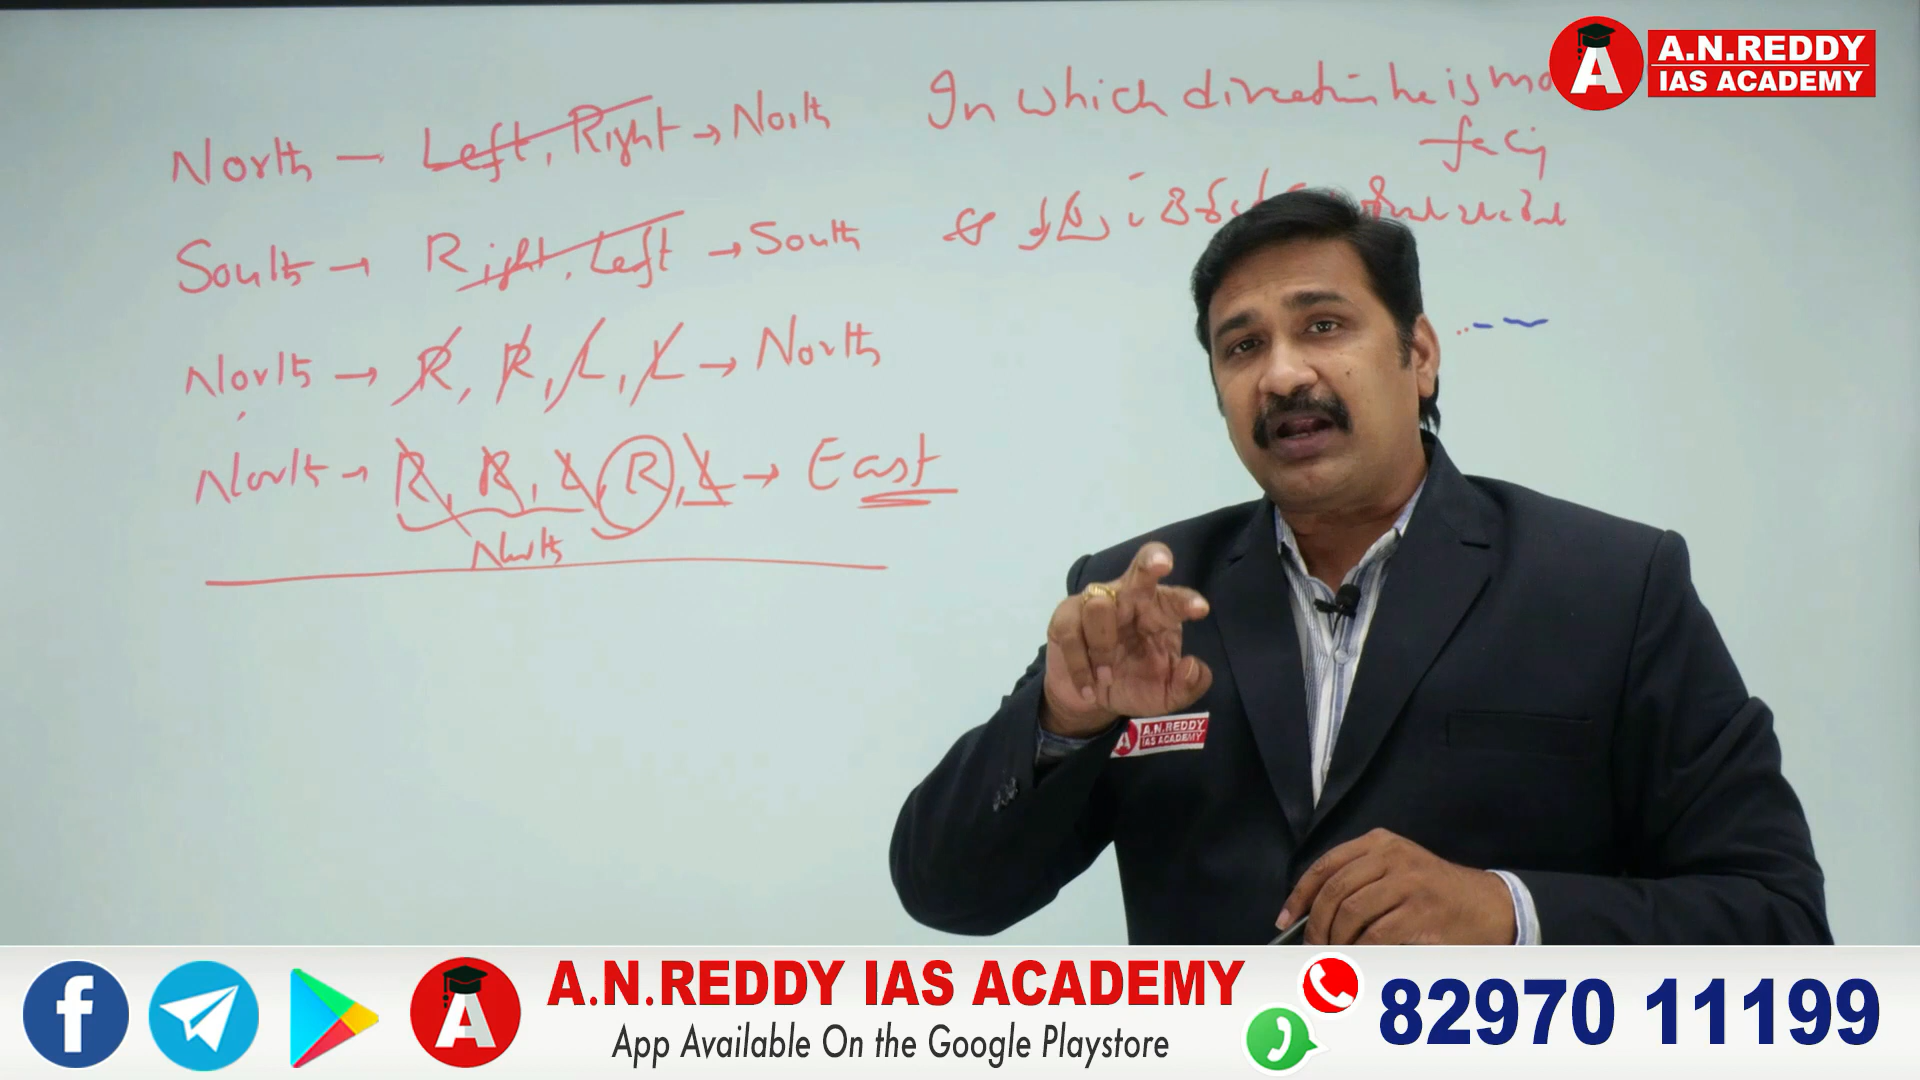 A.N.REDDY
IAS ACADEMY
In which direction he is mo
facing
North — Left, Right → North
South → Right, Left → South
North → R, R, L, L → North
North → R, R, L, R, L → East
North
A.N.REDDY
IAS ACADEMY
A.N.REDDY IAS ACADEMY
App Available On the Google Playstore
82970 11199